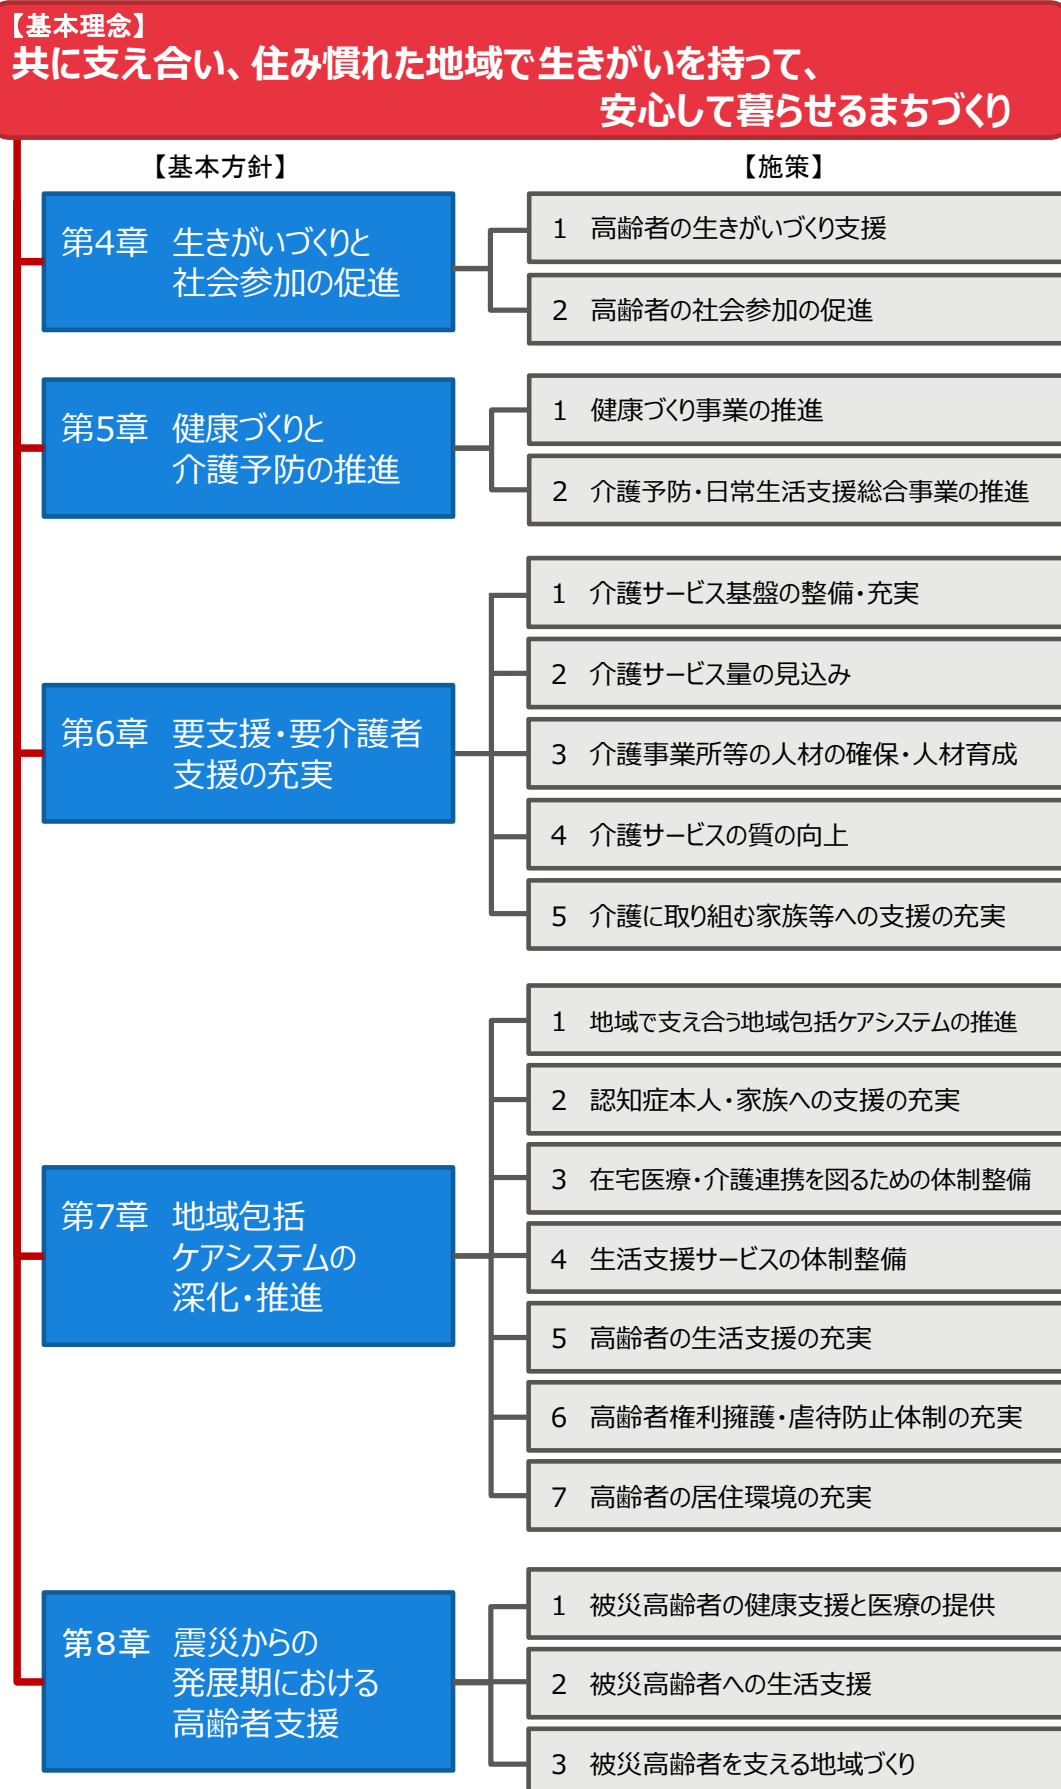 【基本理念】
共に支え合い、住み慣れた地域で生きがいを持って、
安心して暮らせるまちづくり
【基本方針】
【施策】
第4章 生きがいづくりと
社会参加の促進
1 高齢者の生きがいづくり支援
2 高齢者の社会参加の促進
第5章 健康づくりと
介護予防の推進
1 健康づくり事業の推進
2 介護予防・日常生活支援総合事業の推進
第6章 要支援・要介護者
支援の充実
1 介護サービス基盤の整備・充実
2 介護サービス量の見込み
3 介護事業所等の人材の確保・人材育成
4 介護サービスの質の向上
5 介護に取り組む家族等への支援の充実
第7章 地域包括
ケアシステムの
深化・推進
1 地域で支え合う地域包括ケアシステムの推進
2 認知症本人・家族への支援の充実
3 在宅医療・介護連携を図るための体制整備
4 生活支援サービスの体制整備
5 高齢者の生活支援の充実
6 高齢者権利擁護・虐待防止体制の充実
7 高齢者の居住環境の充実
第8章 震災からの
発展期における
高齢者支援
1 被災高齢者の健康支援と医療の提供
2 被災高齢者への生活支援
3 被災高齢者を支える地域づくり